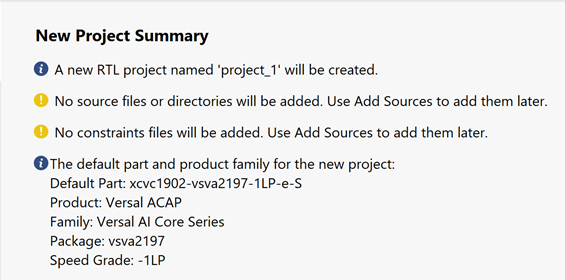 New Project Summary
A new RTL project named 'project_1' will be created.
No source files or directories will be added. Use Add Sources to add them later.
No constraints files will be added. Use Add Sources to add them later.
The default part and product family for the new project:
Default Part: xcvc1902-vsva2197-1LP-e-S
Product: Versal ACAP
Family: Versal AI Core Series
Package: vsva2197
Speed Grade: -1LP